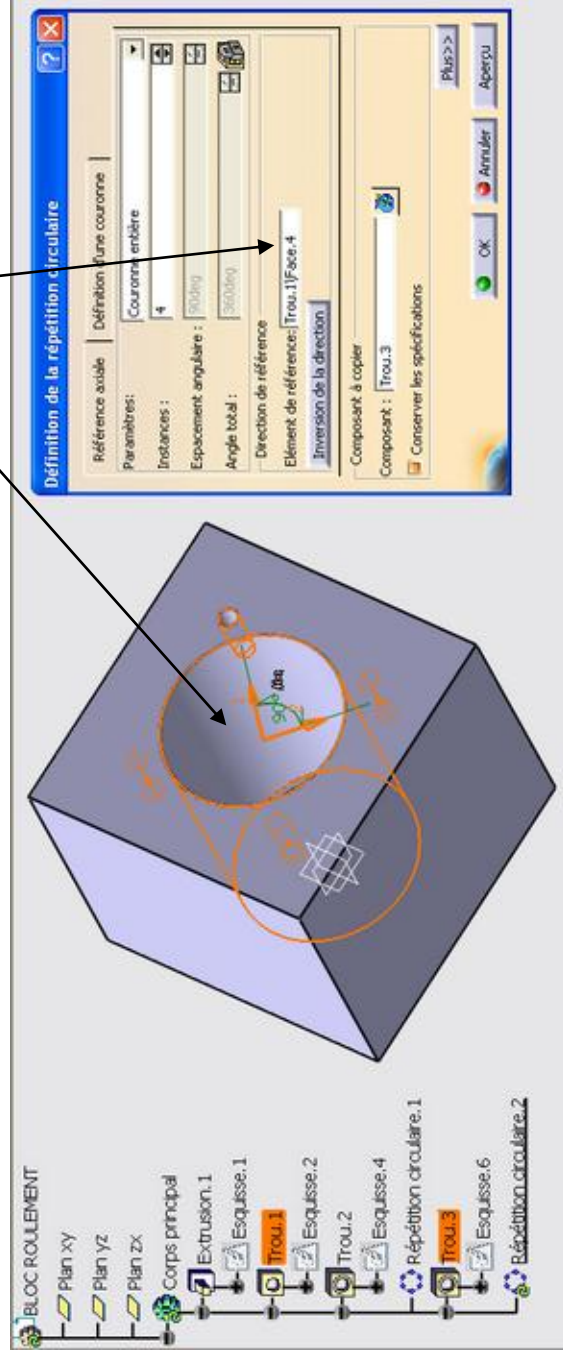 BLOC ROULEMENT
Plan xy
Plan yz
Plan zx
Corps principal
Extrusion.1
Esquisse.1
Trou.1
Esquisse.2
Trou.2
Esquisse.4
Répétition circulaire.1
Trou.3
Esquisse.6
Répétition circulaire.2
90
Définition de la répétition circulaire
Référence axiale
Définition d'une couronne
Paramètres:
Couronne entière
Instances :
4
Espacement angulaire :
90deg
Angle total :
360deg
Direction de référence
Elément de référence:
Trou.1\Face.4
Inversion de la direction
Composant à copier
Composant :
Trou.3
Conserver les spécifications
Plus>>
OK
Annuler
Aperçu